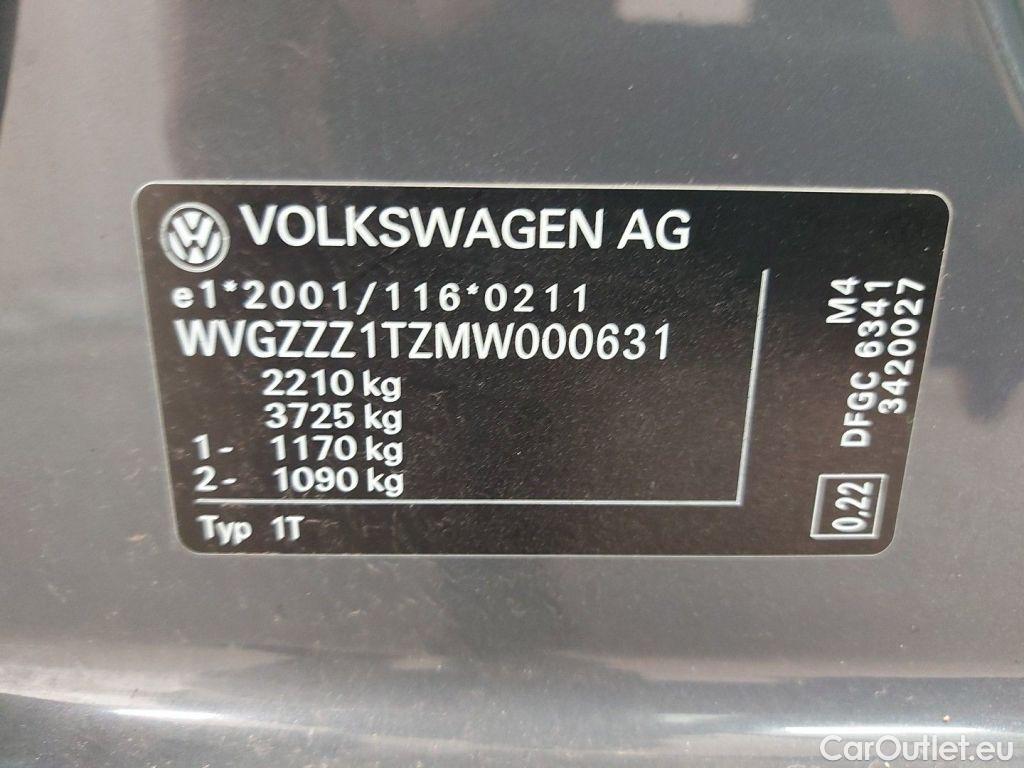 VOLKSWAGEN AG
e1*2001/116*0211
WVGZZZ1TZMW000631
2210 kg
3725 kg
1- 1170 kg
2- 1090 kg
Typ 1T
M4
DFGC 6341
3420027
0,22
CarOutlet.eu